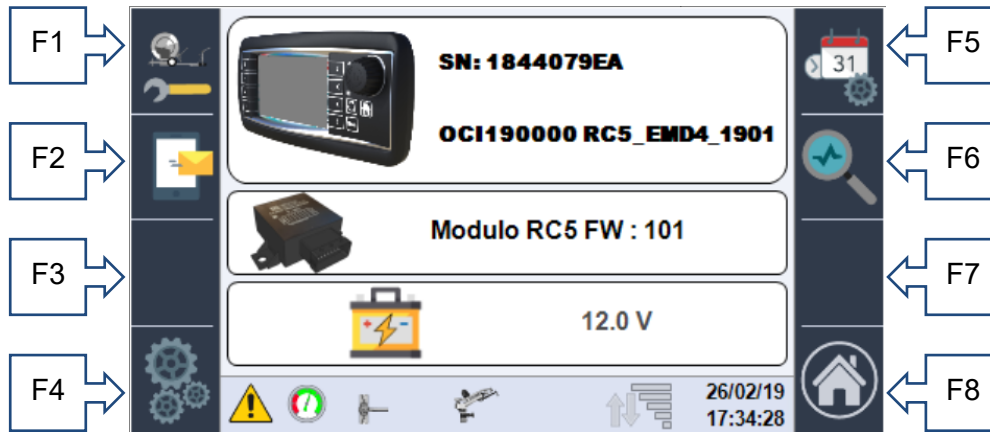 F1
F2
F3
F4
SN: 1844079EA
OCI190000 RC5_EMD4_1901
Modulo RC5 FW : 101
12.0 V
26/02/19
17:34:28
31
F5
F6
F7
F8